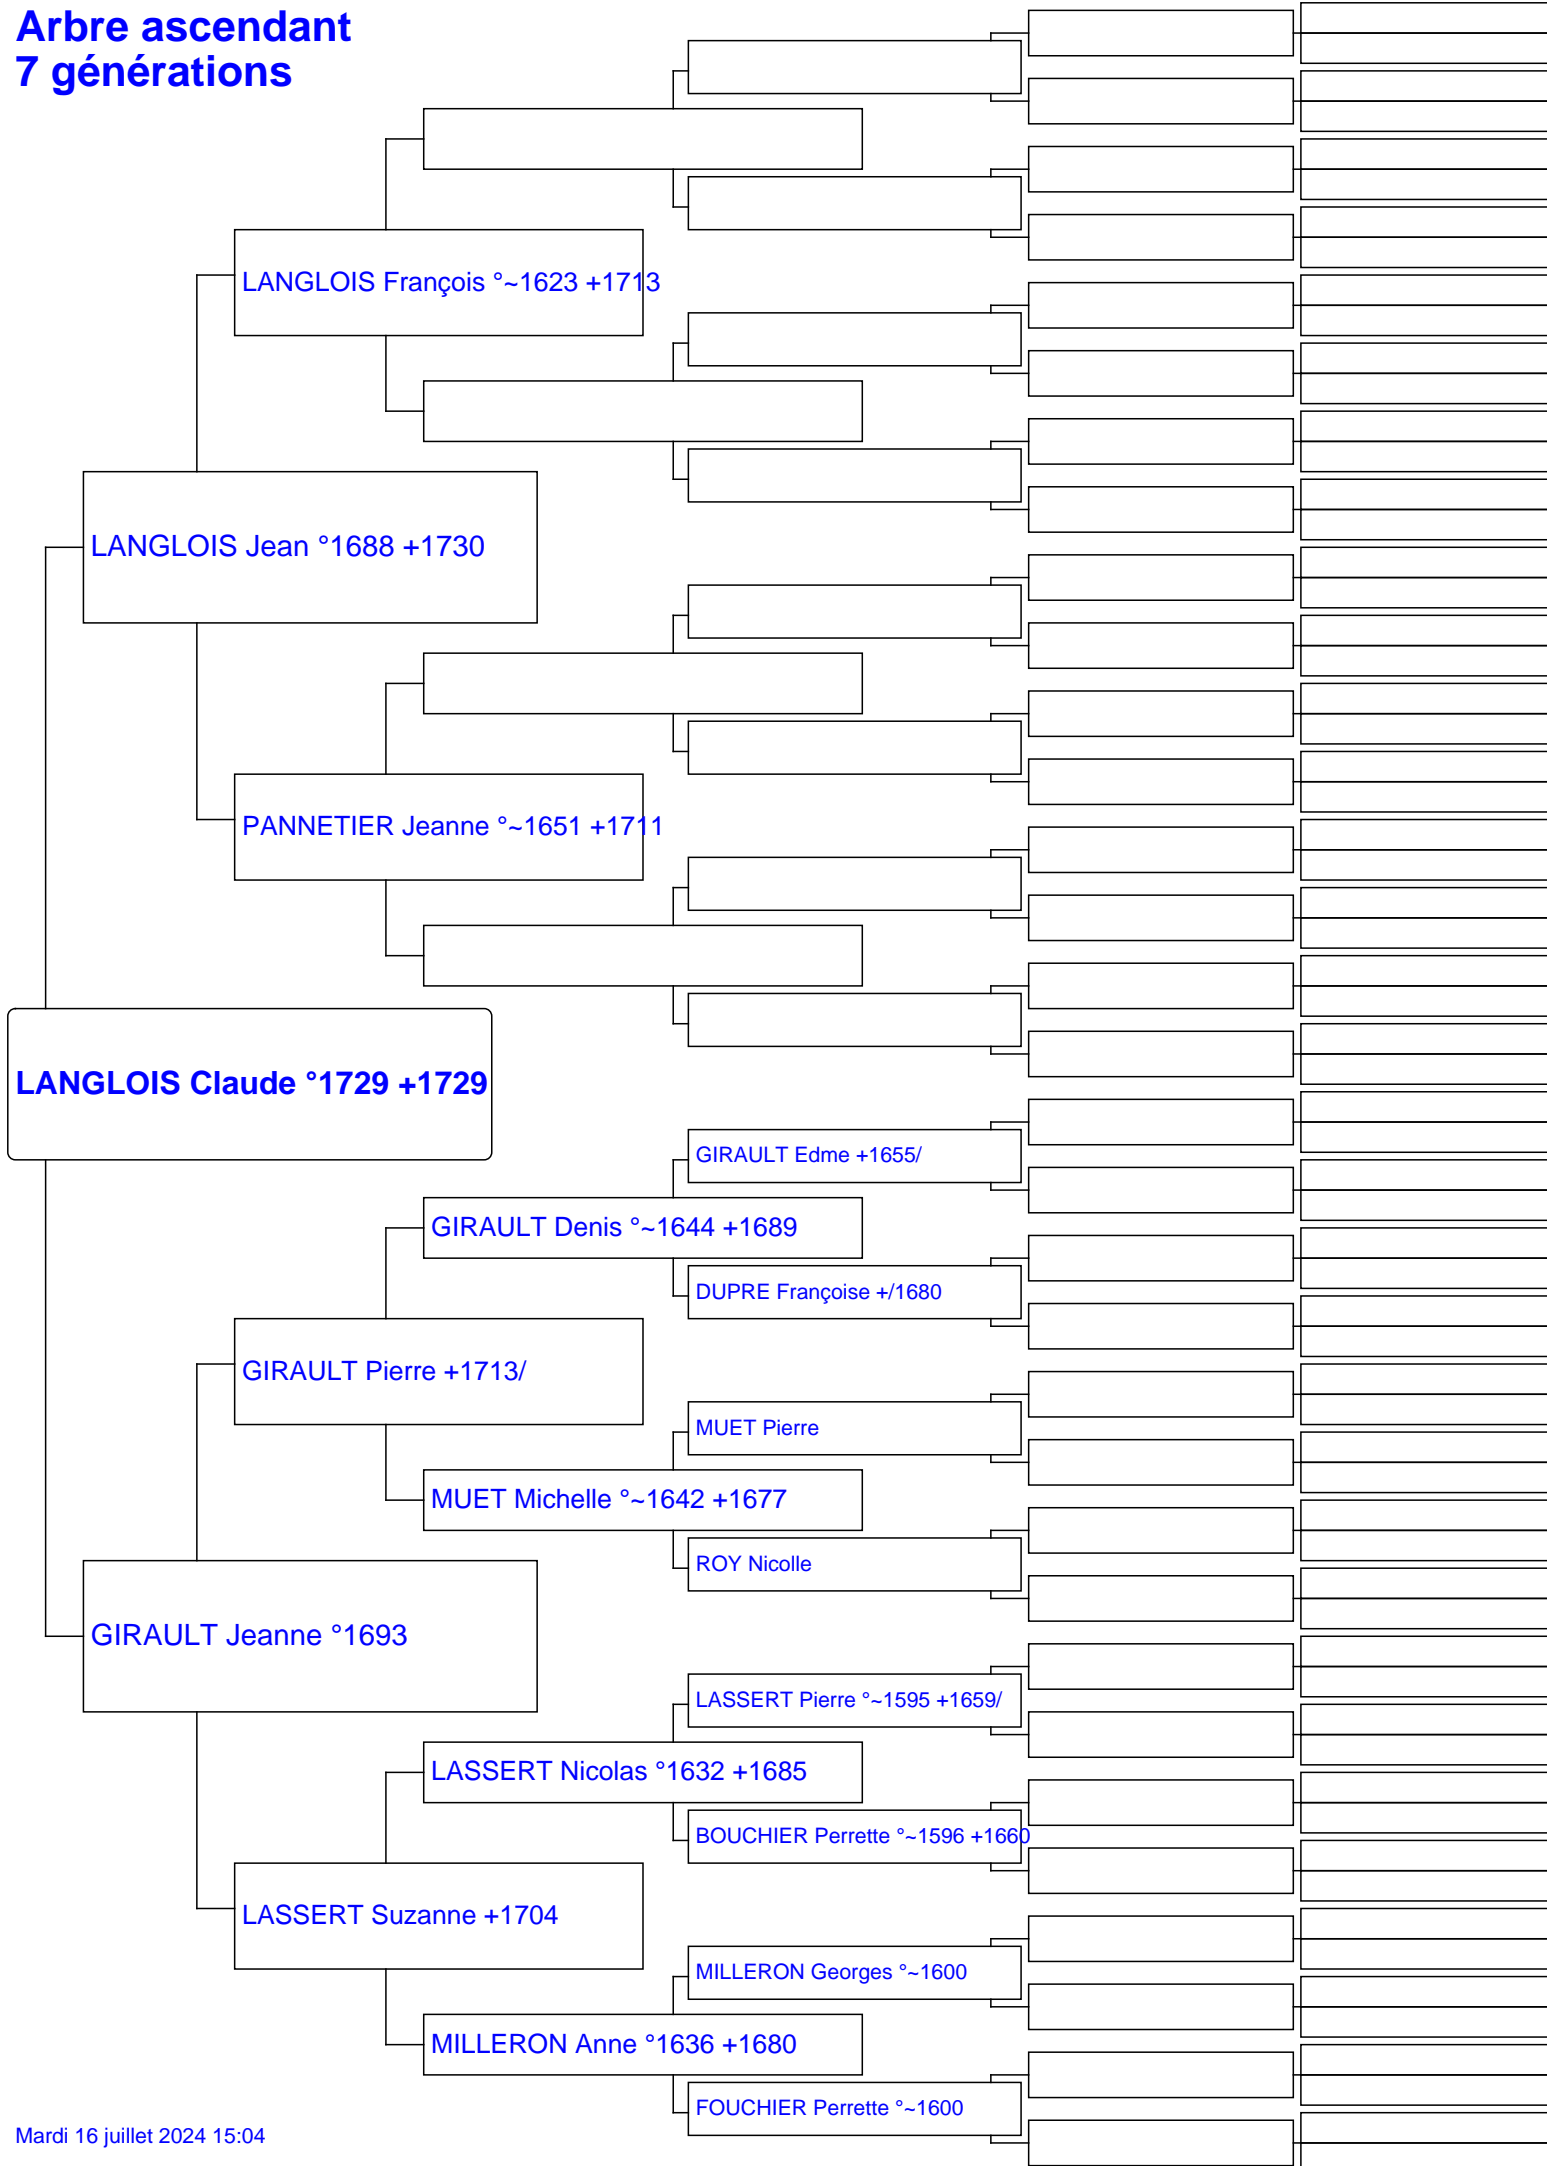 Arbre ascendant
7 générations
LANGLOIS François °~1623 +1713
LANGLOIS Jean °1688 +1730
PANNETIER Jeanne °~1651 +1711
LANGLOIS Claude °1729 +1729
GIRAULT Edme +1655/
GIRAULT Denis °~1644 +1689
DUPRE Françoise +/1680
GIRAULT Pierre +1713/
MUET Pierre
MUET Michelle °~1642 +1677
ROY Nicolle
GIRAULT Jeanne °1693
LASSERT Pierre °~1595 +1659/
LASSERT Nicolas °1632 +1685
BOUCHIER Perrette °~1596 +1660
LASSERT Suzanne +1704
MILLERON Georges °~1600
MILLERON Anne °1636 +1680
FOUCHIER Perrette °~1600
Mardi 16 juillet 2024 15:04